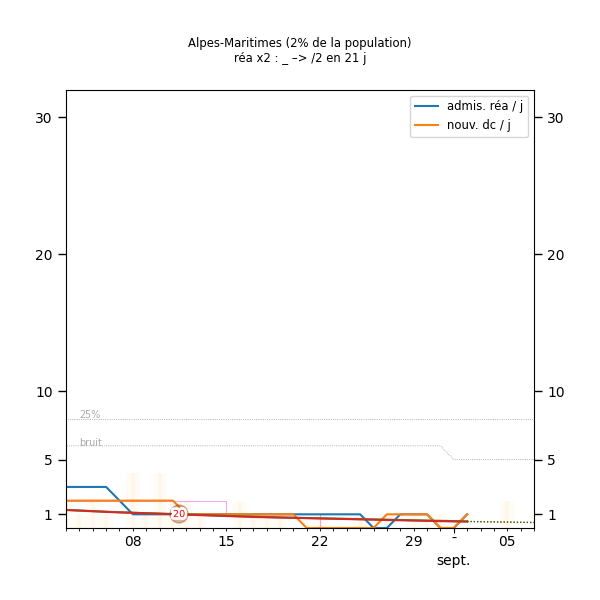 Alpes-Maritimes (2% de la population)
réa x2 : _ –> /2 en 21 j
admis. réa / j
nouv. dc / j
30 30
20 20
10 10
25%
bruit
5 5
20
1 1
08 15 22 29 - 05
sept.